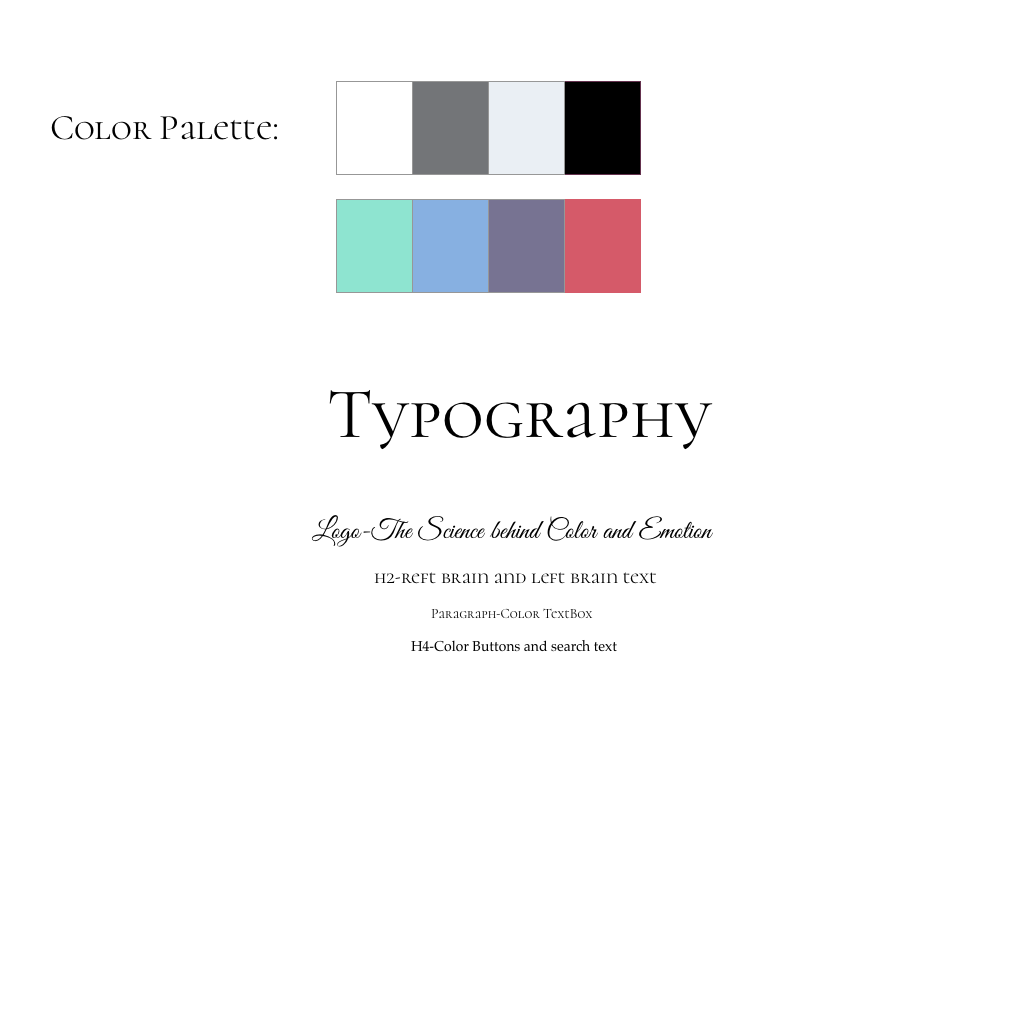 Color Palette:
Typography
Logo-The Science behind Color and Emotion
H2-Reft Brain and Left Brain text
Paragraph-Color TextBox
H4-Color Buttons and search text